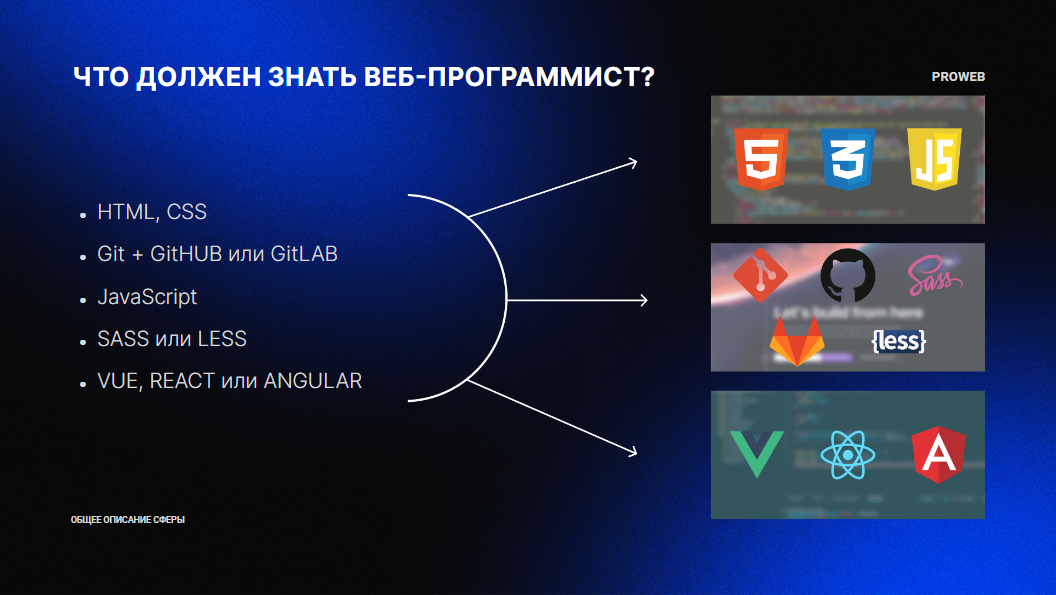 ЧТО ДОЛЖЕН ЗНАТЬ ВЕБ-ПРОГРАММИСТ?
PROWEB
HTML, CSS
Git + GitHUB или GitLAB
JavaScript
SASS или LESS
VUE, REACT или ANGULAR
5
3
JS
Sass
Let's build from here
{less}
A
ОБЩЕЕ ОПИСАНИЕ СФЕРЫ